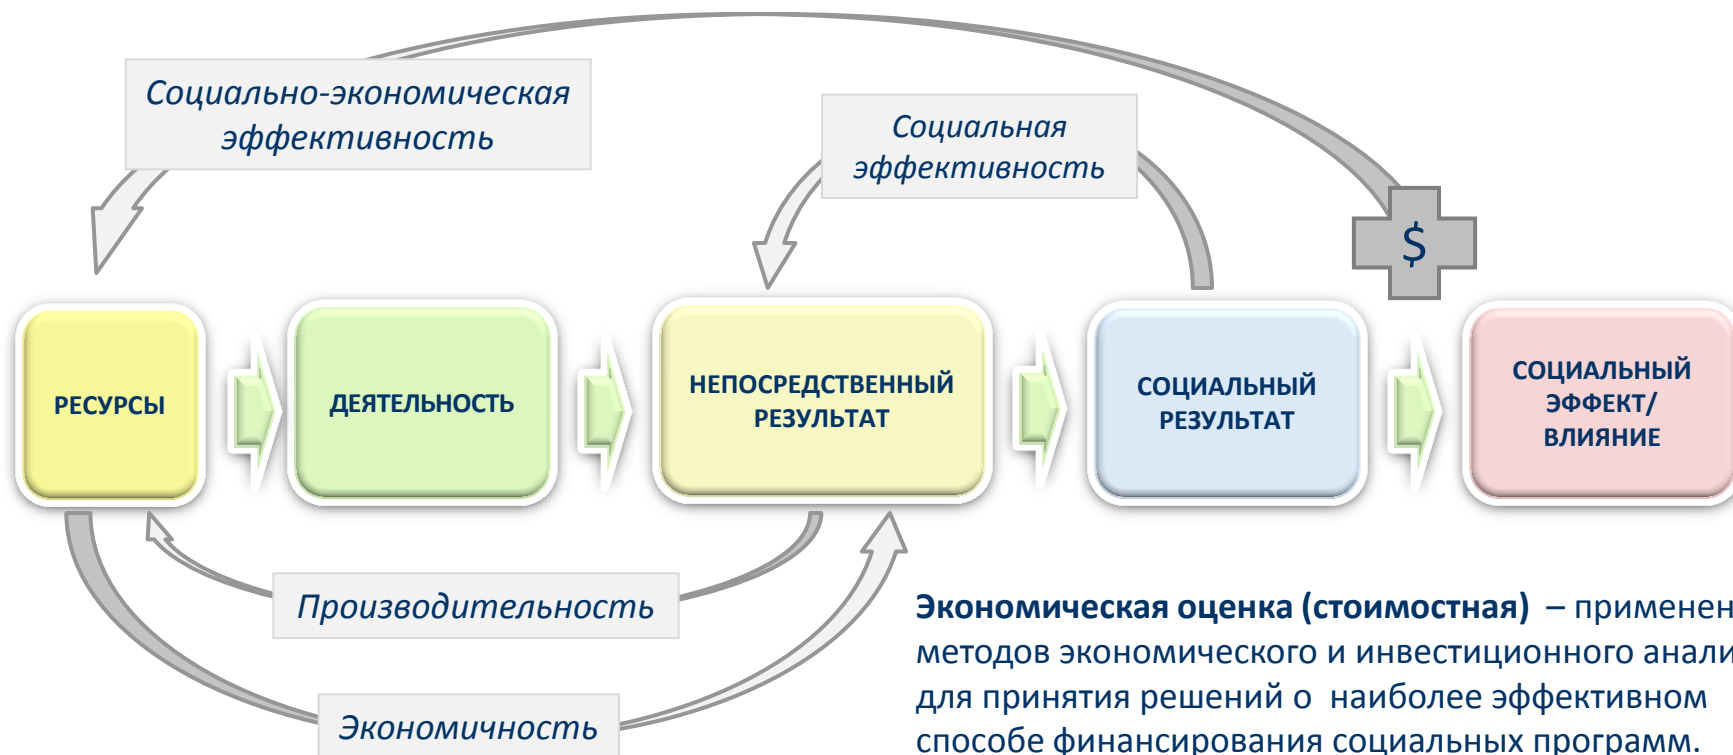 Социально-экономическая
эффективность
Социальная
эффективность
$
РЕСУРСЫ
ДЕЯТЕЛЬНОСТЬ
НЕПОСРЕДСТВЕННЫЙ
РЕЗУЛЬТАТ
СОЦИАЛЬНЫЙ
РЕЗУЛЬТАТ
СОЦИАЛЬНЫЙ
ЭФФЕКТ/
ВЛИЯНИЕ
Производительность
Экономичность
Экономическая оценка (стоимостная) – применен
методов экономического и инвестиционного анали
для принятия решений о наиболее эффективном
способе финансирования социальных программ.